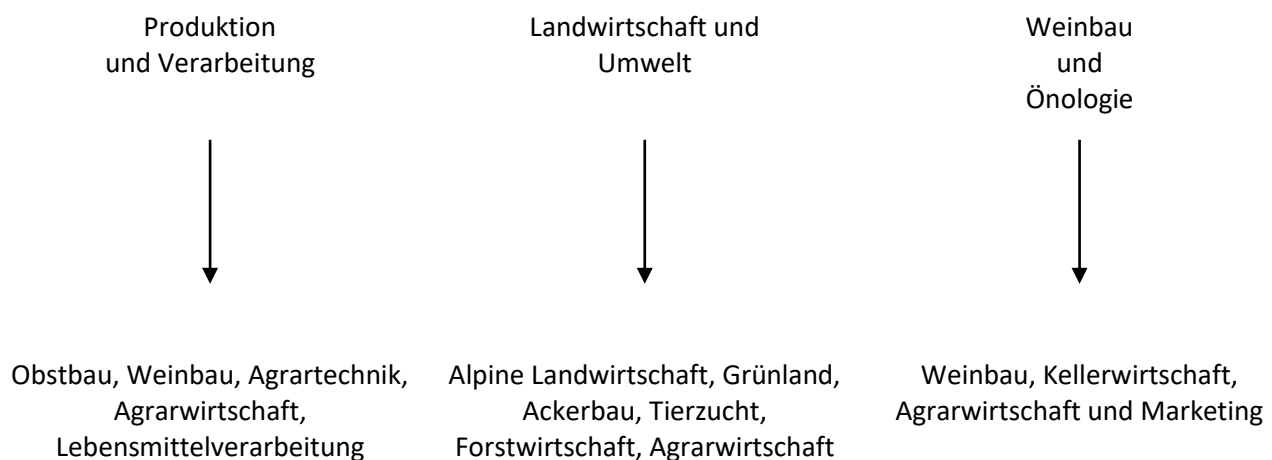 Produktion
und Verarbeitung
Landwirtschaft und
Umwelt
Weinbau
und
Önologie
Obstbau, Weinbau, Agrartechnik,
Agrarwirtschaft,
Lebensmittelverarbeitung
Alpine Landwirtschaft, Grünland,
Ackerbau, Tierzucht,
Forstwirtschaft, Agrarwirtschaft
Weinbau, Kellerwirtschaft,
Agrarwirtschaft und Marketing